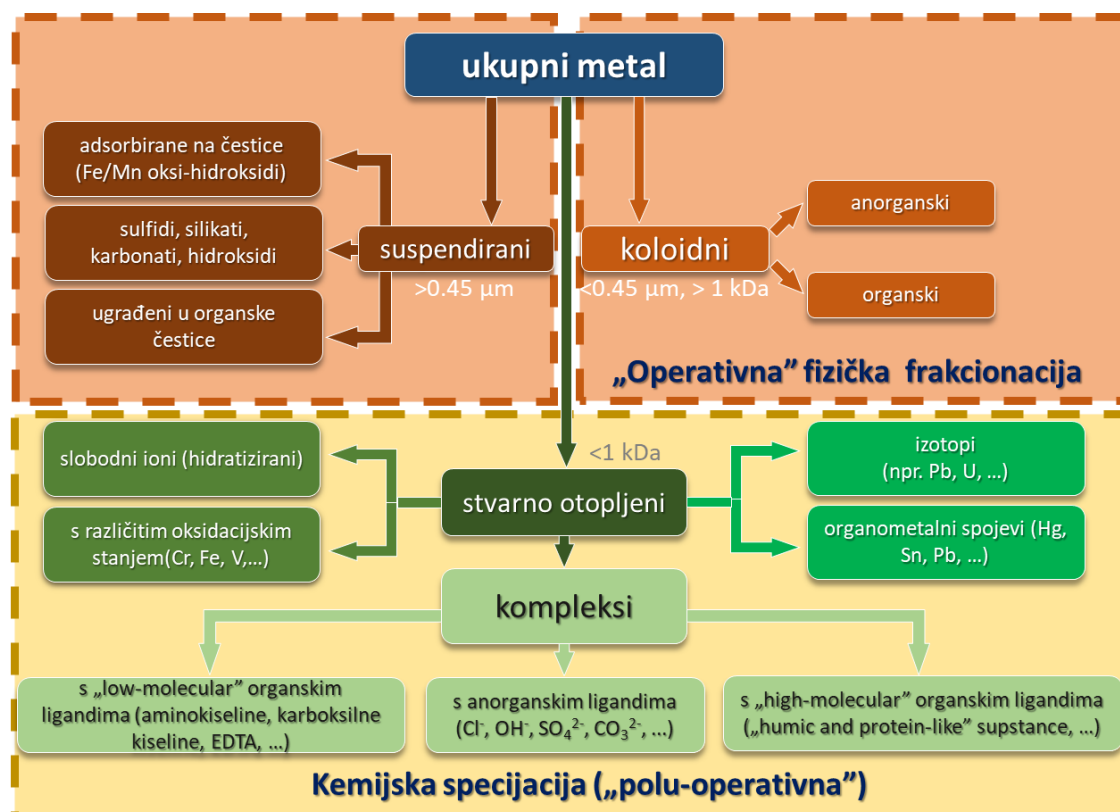 ukupni metal
adsorbirane na čestice
(Fe/Mn oksi-hidroksidi)
sulfidi, silikati,
karbonati, hidroksidi
ugrađeni u organske
čestice
suspendirani
>0.45 µm
koloidni
<0.45 µm, > 1 kDa
anorganski
organski
„Operativna” fizička frakcionacija
slobodni ioni (hidratizirani)
s različitim oksidacijskim
stanjem(Cr, Fe, V,...)
<1 kDa
stvarno otopljeni
izotopi
(npr. Pb, U, ...)
organometalni spojevi (Hg,
Sn, Pb, ...)
kompleksi
s „low-molecular” organskim
ligandima (aminokiseline, karboksilne
kiseline, EDTA, ...)
s anorganskim ligandima
(Cl⁻, OH⁻, SO₄²⁻, CO₃²⁻, ...)
s „high-molecular” organskim ligandima
(„humic and protein-like” supstance, ...)
Kemijska specijacija („polu-operativna”)